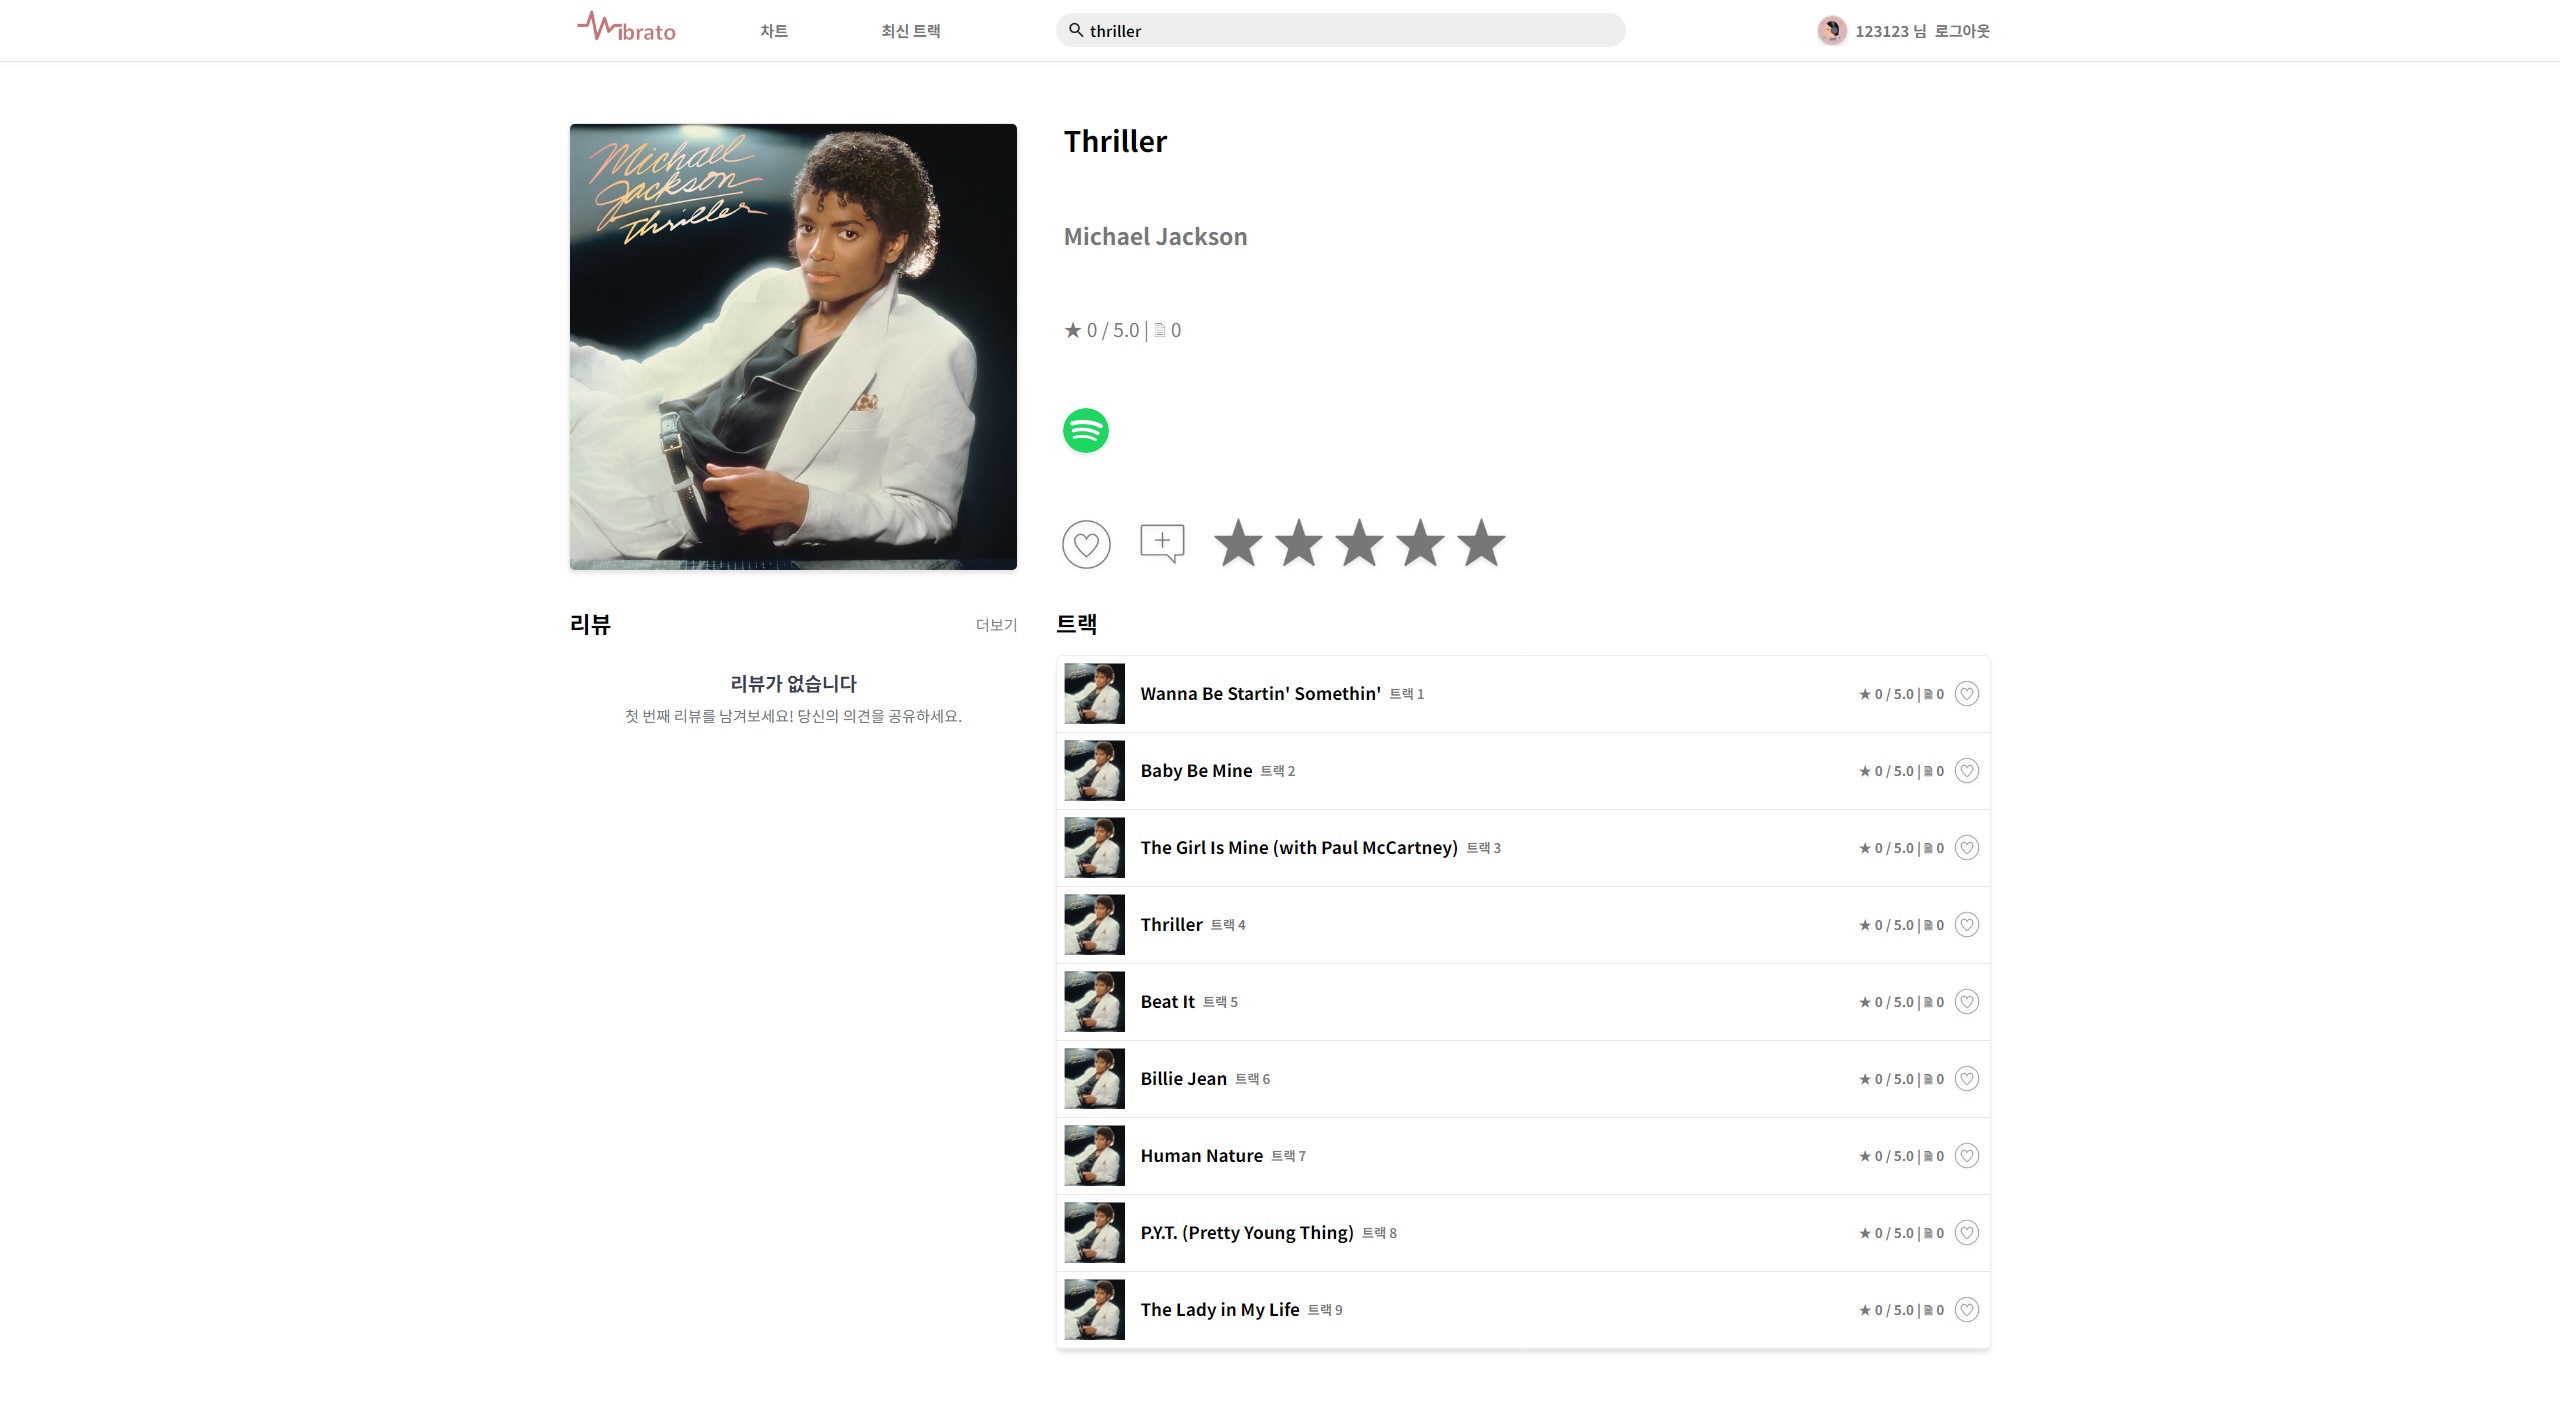 ibrato 차트 최신 트랙 thriller 123123 님 로그아웃
Michael
Jackson
Thriller
Thriller
Michael Jackson
★ 0 / 5.0 | 0
리뷰 더보기
리뷰가 없습니다
첫 번째 리뷰를 남겨보세요! 당신의 의견을 공유하세요.
트랙
Wanna Be Startin' Somethin' 트랙 1 ★ 0 / 5.0 | 0
Baby Be Mine 트랙 2 ★ 0 / 5.0 | 0
The Girl Is Mine (with Paul McCartney) 트랙 3 ★ 0 / 5.0 | 0
Thriller 트랙 4 ★ 0 / 5.0 | 0
Beat It 트랙 5 ★ 0 / 5.0 | 0
Billie Jean 트랙 6 ★ 0 / 5.0 | 0
Human Nature 트랙 7 ★ 0 / 5.0 | 0
P.Y.T. (Pretty Young Thing) 트랙 8 ★ 0 / 5.0 | 0
The Lady in My Life 트랙 9 ★ 0 / 5.0 | 0